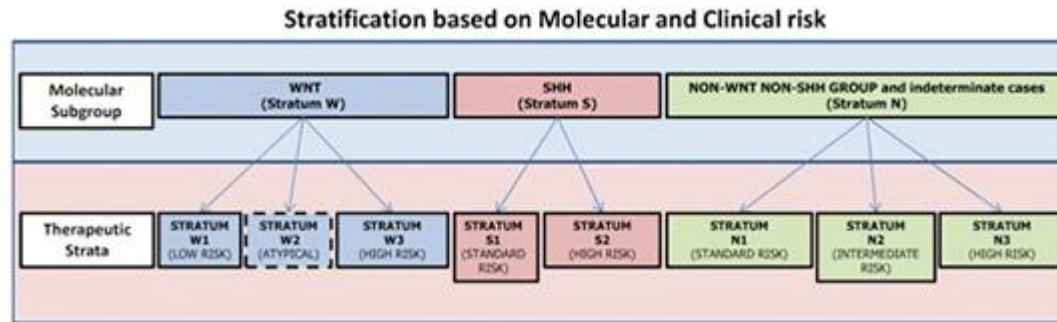 Stratification based on Molecular and Clinical risk
Molecular
Subgroup
WNT
(Stratum W)
SHH
(Stratum S)
NON-WNT NON-SHH GROUP and indeterminate cases
(Stratum N)
Therapeutic
Strata
STRATUM
W1
(LOW RISK)
STRATUM
W2
(ATYPICAL)
STRATUM
W3
(HIGH RISK)
STRATUM
S1
(STANDARD
RISK)
STRATUM
S2
(HIGH RISK)
STRATUM
N1
(STANDARD RISK)
STRATUM
N2
(INTERMEDIATE
RISK)
STRATUM
N3
(HIGH RISK)